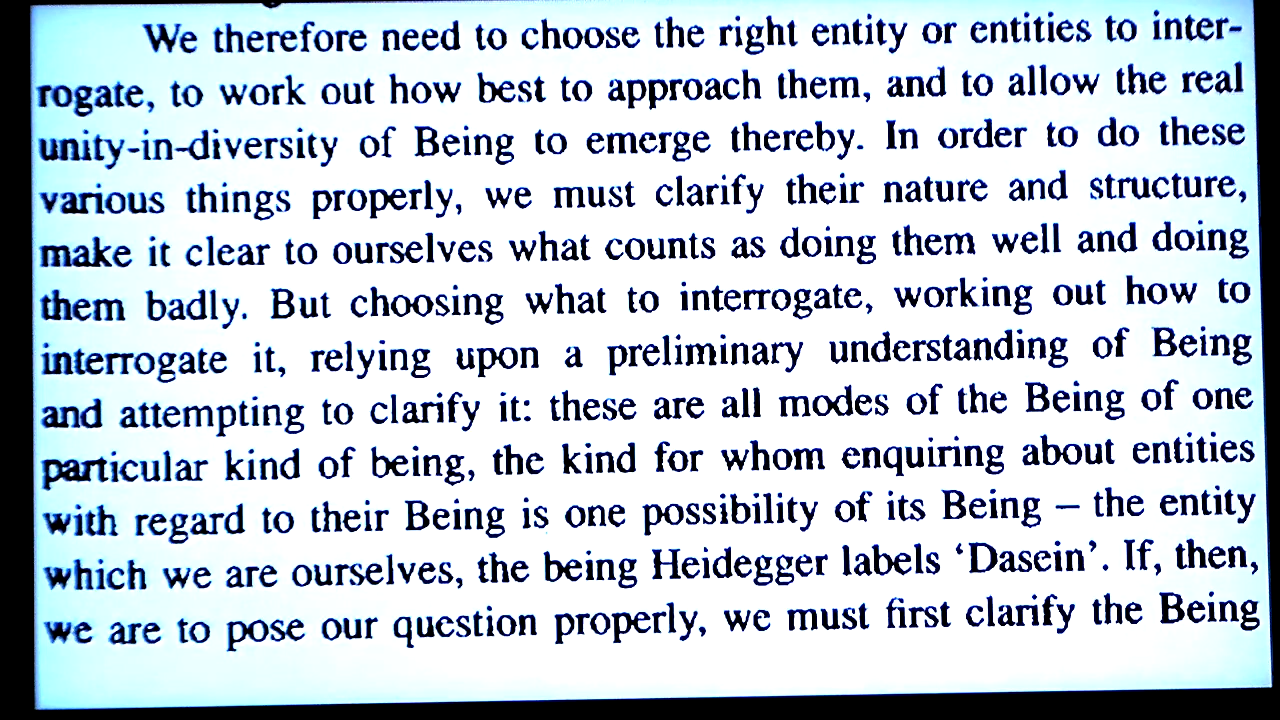 We therefore need to choose the right entity or entities to inter-
rogate, to work out how best to approach them, and to allow the real
unity-in-diversity of Being to emerge thereby. In order to do these
various things properly, we must clarify their nature and structure,
make it clear to ourselves what counts as doing them well and doing
them badly. But choosing what to interrogate, working out how to
interrogate it, relying upon a preliminary understanding of Being
and attempting to clarify it: these are all modes of the Being of one
particular kind of being, the kind for whom enquiring about entities
with regard to their Being is one possibility of its Being – the entity
which we are ourselves, the being Heidegger labels ‘Dasein’. If, then,
we are to pose our question properly, we must first clarify the Being